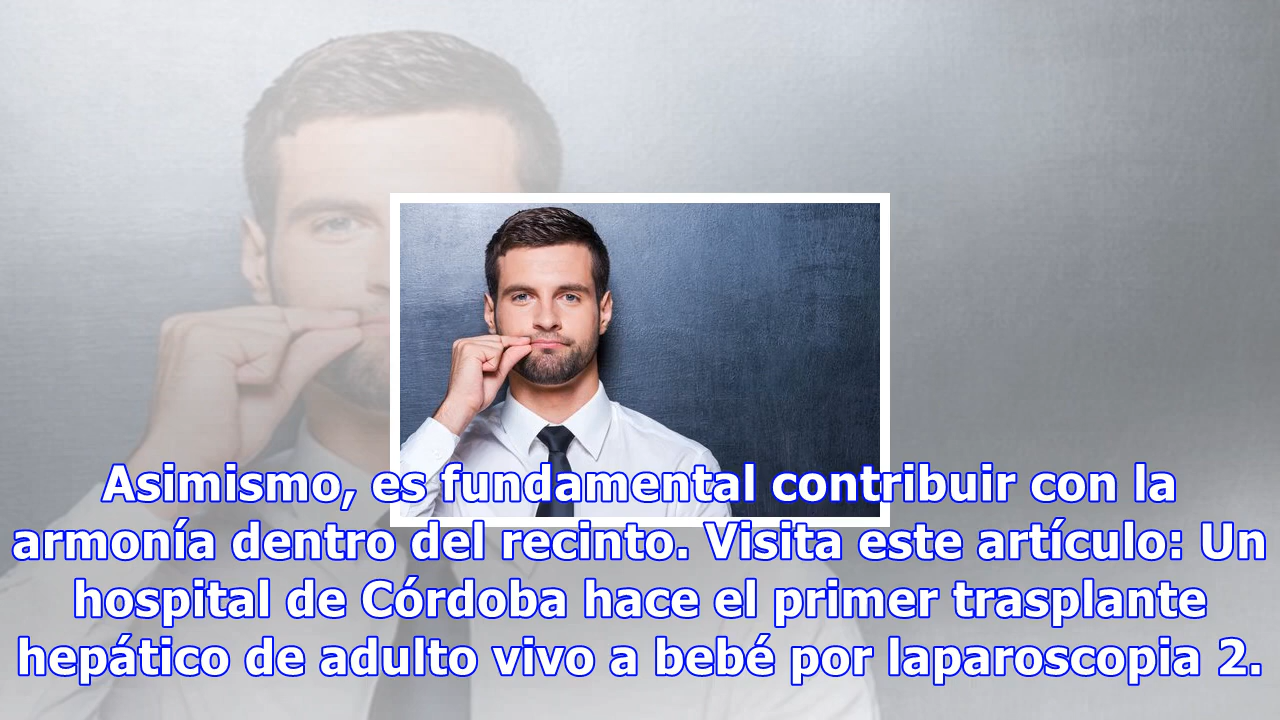 Asimismo, es fundamental contribuir con la
armonía dentro del recinto. Visita este artículo: Un
hospital de Córdoba hace el primer trasplante
hepático de adulto vivo a bebé por laparoscopia 2.